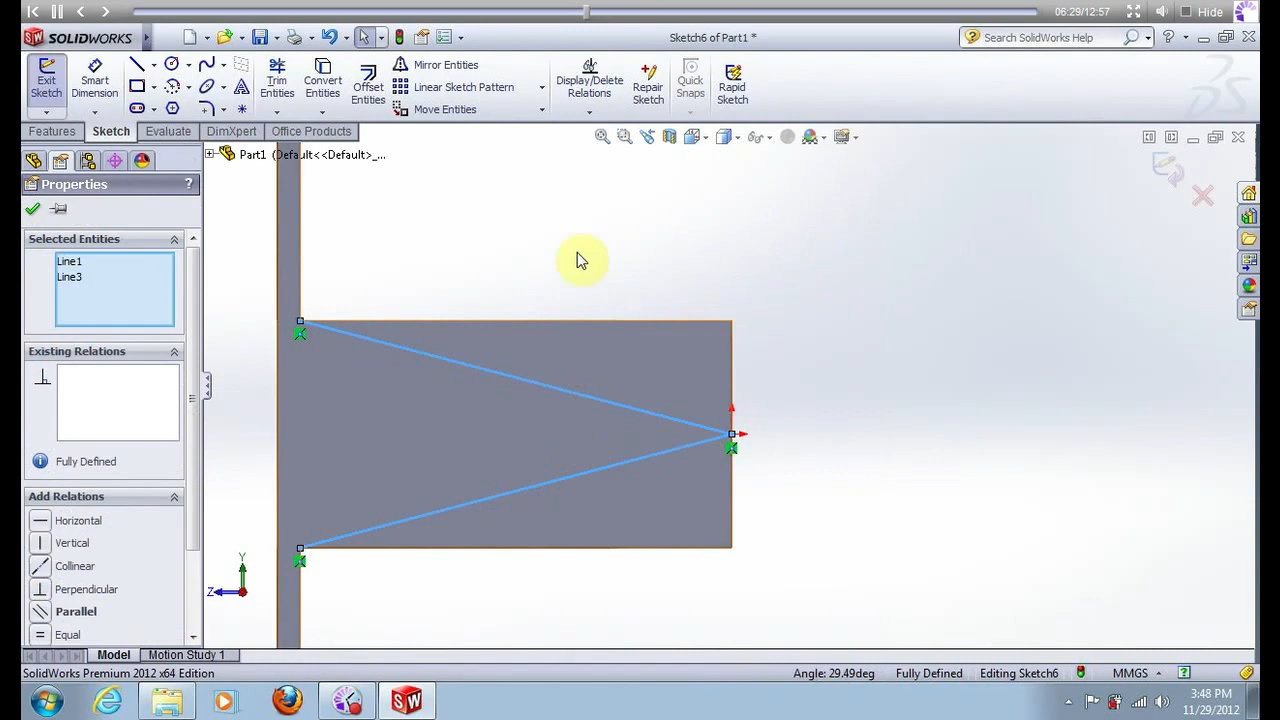 06:29/12:57
Hide
SW
SOLIDWORKS
Sketch6 of Part1 *
Search SolidWorks Help
?
Exit Sketch
Smart Dimension
Trim Entities
Convert Entities
Offset Entities
Mirror Entities
Linear Sketch Pattern
Move Entities
Display/Delete Relations
Repair Sketch
Quick Snaps
Rapid Sketch
Features
Sketch
Evaluate
DimXpert
Office Products
Part1 (Default<<Default>_...
Properties
?
Selected Entities
Line1
Line3
Existing Relations
Fully Defined
Add Relations
Horizontal
Vertical
Collinear
Perpendicular
Parallel
Equal
Y
Z
Model
Motion Study 1
SolidWorks Premium 2012 x64 Edition
Angle: 29.49deg
Fully Defined
Editing Sketch6
MMGS
?
SW
3:48 PM
11/29/2012